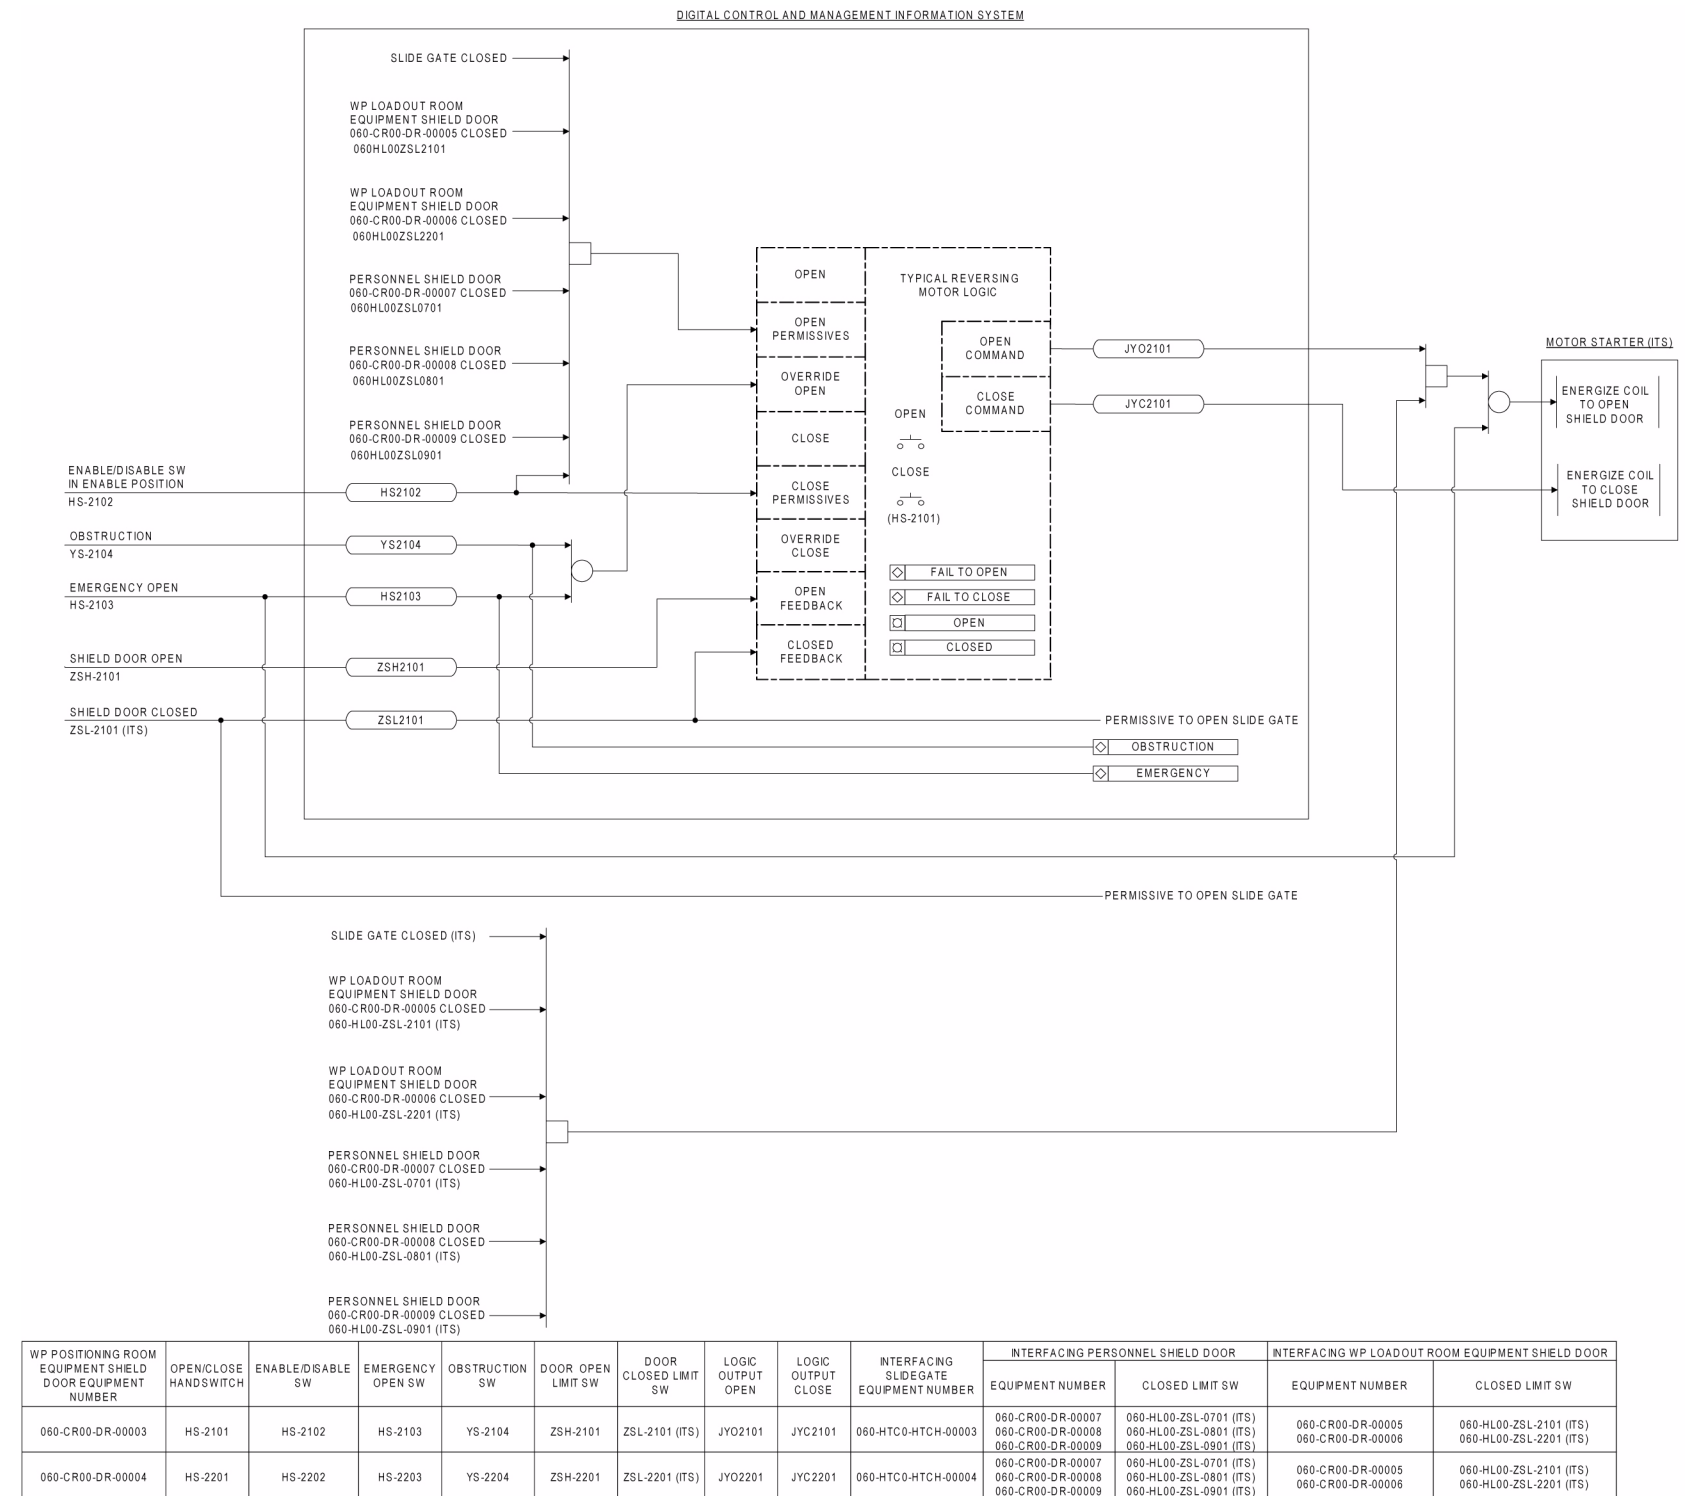 DIGITAL CONTROL AND MANAGEMENT INFORMATION SYSTEM
SLIDE GATE CLOSED
WP LOADOUT ROOM
EQUIPMENT SHIELD DOOR
060-CR00-DR-00005 CLOSED
060HL00ZSL2101
WP LOADOUT ROOM
EQUIPMENT SHIELD DOOR
060-CR00-DR-00006 CLOSED
060HL00ZSL2201
PERSONNEL SHIELD DOOR
060-CR00-DR-00007 CLOSED
060HL00ZSL0701
PERSONNEL SHIELD DOOR
060-CR00-DR-00008 CLOSED
060HL00ZSL0801
PERSONNEL SHIELD DOOR
060-CR00-DR-00009 CLOSED
060HL00ZSL0901
ENABLE/DISABLE SW
IN ENABLE POSITION
HS-2102
HS2102
OBSTRUCTION
YS-2104
YS2104
EMERGENCY OPEN
HS-2103
HS2103
SHIELD DOOR OPEN
ZSH-2101
ZSH2101
SHIELD DOOR CLOSED
ZSL-2101 (ITS)
ZSL2101
OPEN
OPEN
PERMISSIVES
OVERRIDE
OPEN
CLOSE
CLOSE
PERMISSIVES
OVERRIDE
CLOSE
OPEN
FEEDBACK
CLOSED
FEEDBACK
TYPICAL REVERSING
MOTOR LOGIC
OPEN
COMMAND
CLOSE
COMMAND
OPEN
CLOSE
(HS-2101)
FAIL TO OPEN
FAIL TO CLOSE
OPEN
CLOSED
JYO2101
JYC2101
MOTOR STARTER (ITS)
ENERGIZE COIL
TO OPEN
SHIELD DOOR
ENERGIZE COIL
TO CLOSE
SHIELD DOOR
PERMISSIVE TO OPEN SLIDE GATE
OBSTRUCTION
EMERGENCY
PERMISSIVE TO OPEN SLIDE GATE
SLIDE GATE CLOSED (ITS)
WP LOADOUT ROOM
EQUIPMENT SHIELD DOOR
060-CR00-DR-00005 CLOSED
060-HL00-ZSL-2101 (ITS)
WP LOADOUT ROOM
EQUIPMENT SHIELD DOOR
060-CR00-DR-00006 CLOSED
060-HL00-ZSL-2201 (ITS)
PERSONNEL SHIELD DOOR
060-CR00-DR-00007 CLOSED
060-HL00-ZSL-0701 (ITS)
PERSONNEL SHIELD DOOR
060-CR00-DR-00008 CLOSED
060-HL00-ZSL-0801 (ITS)
PERSONNEL SHIELD DOOR
060-CR00-DR-00009 CLOSED
060-HL00-ZSL-0901 (ITS)
WP POSITIONING ROOM
EQUIPMENT SHIELD
DOOR EQUIPMENT
NUMBER
OPEN/CLOSE
HANDSWITCH
ENABLE/DISABLE
SW
EMERGENCY
OPEN SW
OBSTRUCTION
SW
DOOR OPEN
LIMIT SW
DOOR
CLOSED LIMIT
SW
LOGIC
OUTPUT
OPEN
LOGIC
OUTPUT
CLOSE
INTERFACING
SLIDEGATE
EQUIPMENT NUMBER
INTERFACING PERSONNEL SHIELD DOOR
EQUIPMENT NUMBER
CLOSED LIMIT SW
INTERFACING WP LOADOUT ROOM EQUIPMENT SHIELD DOOR
EQUIPMENT NUMBER
CLOSED LIMIT SW
060-CR00-DR-00003
HS-2101
HS-2102
HS-2103
YS-2104
ZSH-2101
ZSL-2101 (ITS)
JYO2101
JYC2101
060-HTC0-HTCH-00003
060-CR00-DR-00007
060-CR00-DR-00008
060-CR00-DR-00009
060-HL00-ZSL-0701 (ITS)
060-HL00-ZSL-0801 (ITS)
060-HL00-ZSL-0901 (ITS)
060-CR00-DR-00005
060-CR00-DR-00006
060-HL00-ZSL-2101 (ITS)
060-HL00-ZSL-2201 (ITS)
060-CR00-DR-00004
HS-2201
HS-2202
HS-2203
YS-2204
ZSH-2201
ZSL-2201 (ITS)
JYO2201
JYC2201
060-HTC0-HTCH-00004
060-CR00-DR-00007
060-CR00-DR-00008
060-CR00-DR-00009
060-HL00-ZSL-0701 (ITS)
060-HL00-ZSL-0801 (ITS)
060-HL00-ZSL-0901 (ITS)
060-CR00-DR-00005
060-CR00-DR-00006
060-HL00-ZSL-2101 (ITS)
060-HL00-ZSL-2201 (ITS)